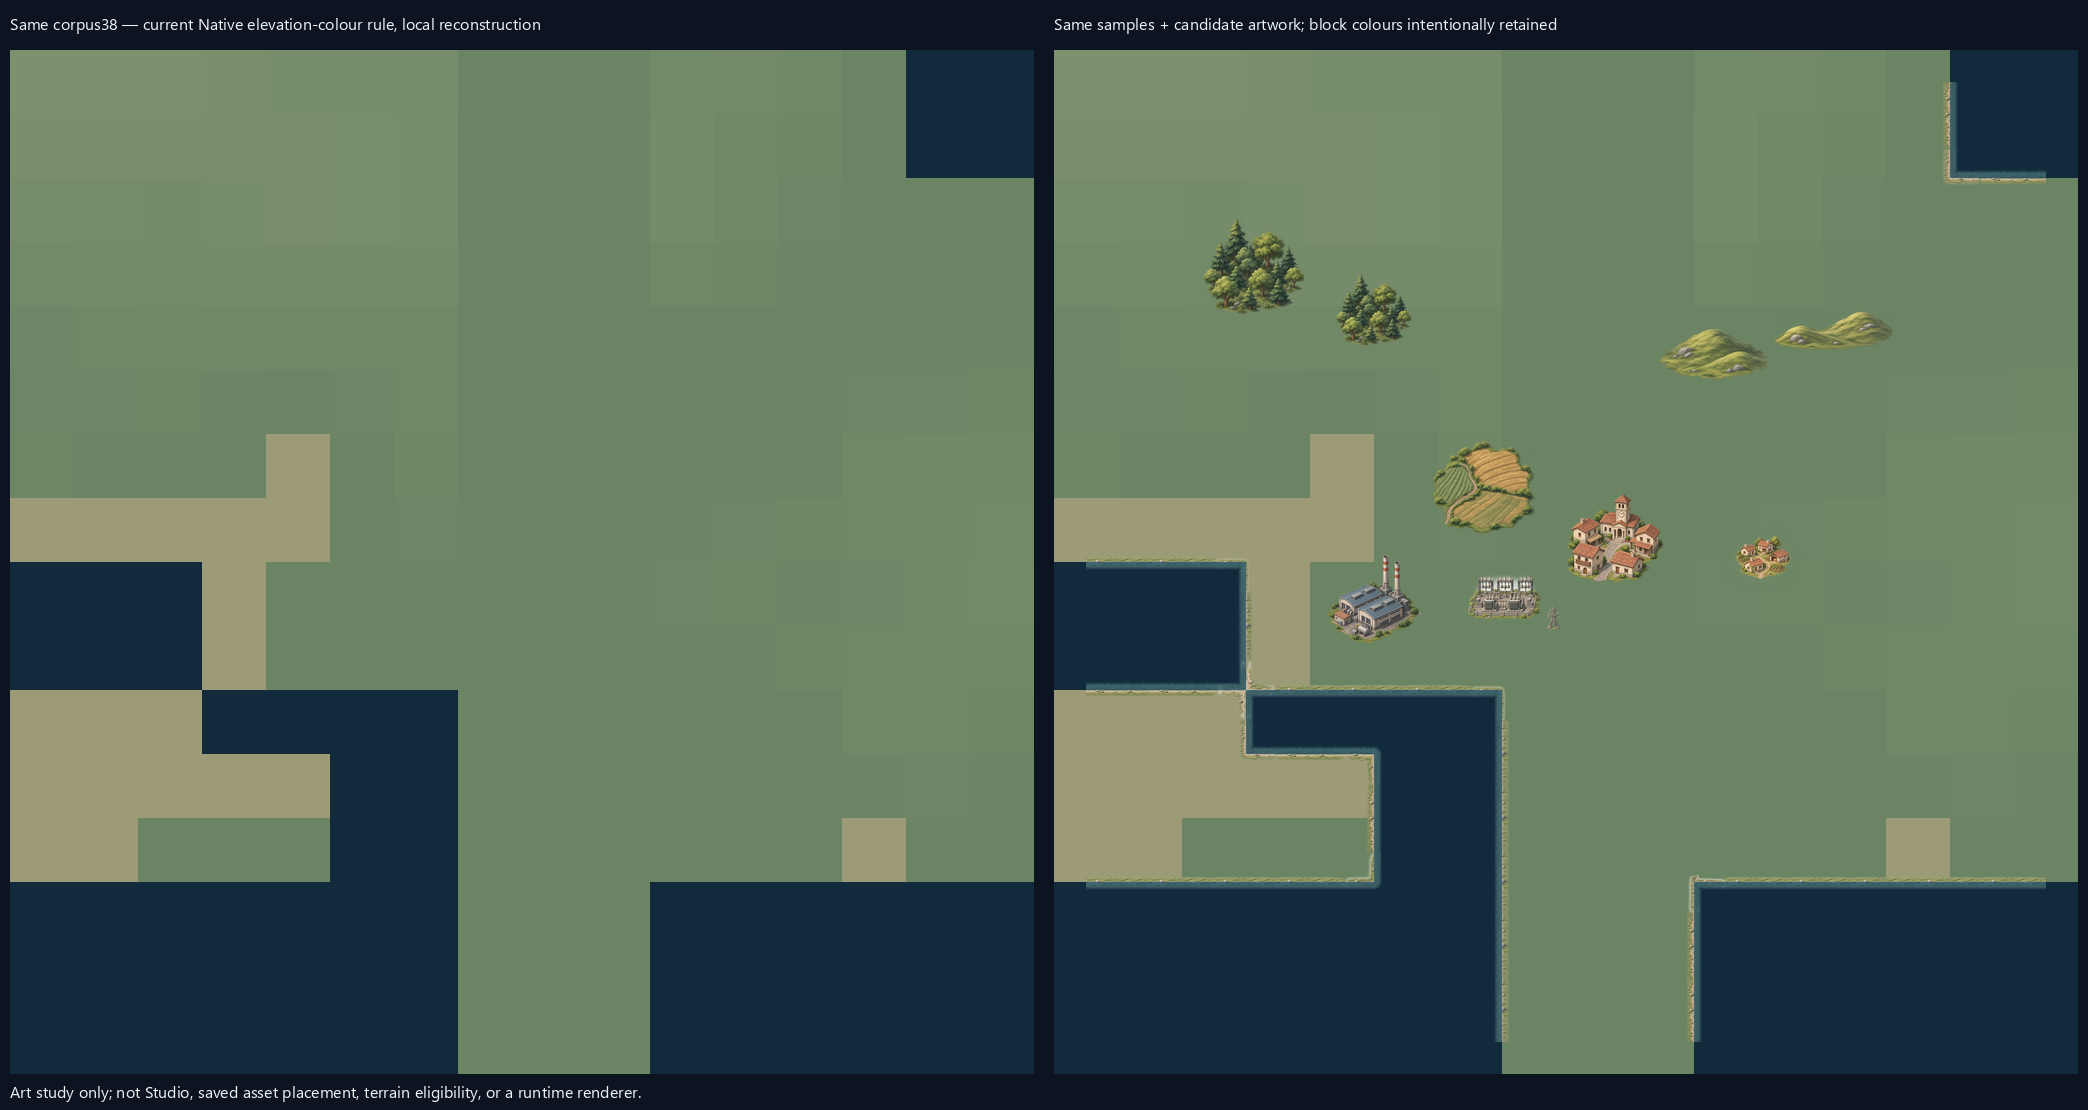 Same corpus38 — current Native elevation-colour rule, local reconstruction
Same samples + candidate artwork; block colours intentionally retained
Art study only; not Studio, saved asset placement, terrain eligibility, or a runtime renderer.